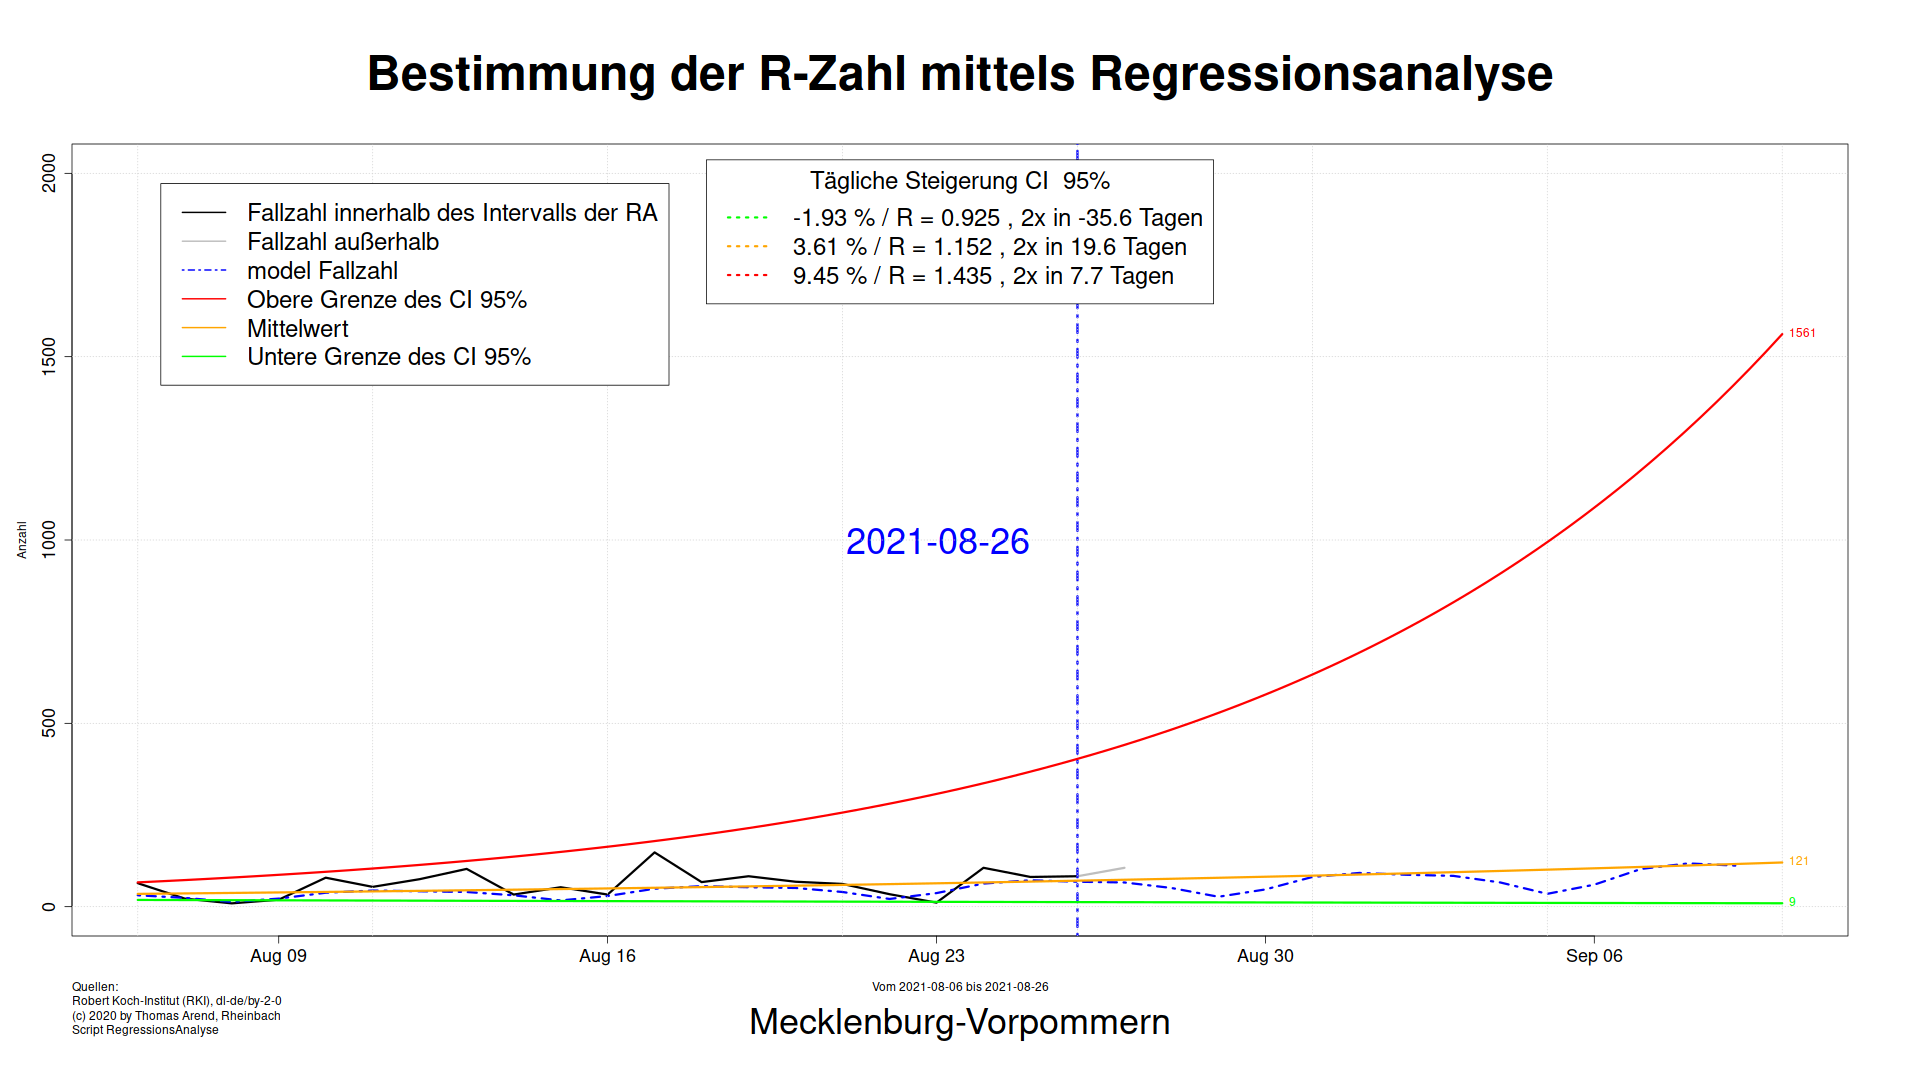 Bestimmung der R-Zahl mittels Regressionsanalyse
Tägliche Steigerung CI 95%
-1.93 % / R = 0.925 , 2x in -35.6 Tagen
3.61 % / R = 1.152 , 2x in 19.6 Tagen
9.45 % / R = 1.435 , 2x in 7.7 Tagen
Fallzahl innerhalb des Intervalls der RA
Fallzahl außerhalb
model Fallzahl
Obere Grenze des CI 95%
Mittelwert
Untere Grenze des CI 95%
2000
1500
1000
500
0
Anzahl
2021-08-26
1561
121
9
Aug 09
Aug 16
Aug 23
Aug 30
Sep 06
Quellen:
Robert Koch-Institut (RKI), dl-de/by-2-0
(c) 2020 by Thomas Arend, Rheinbach
Script RegressionsAnalyse
Vom 2021-08-06 bis 2021-08-26
Mecklenburg-Vorpommern